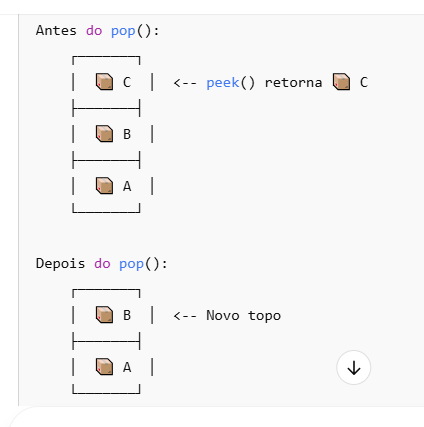 Antes do pop():
┌───────┐
│  📦 C  │  <-- peek() retorna 📦 C
├───────┤
│  📦 B  │
├───────┤
│  📦 A  │
└───────┘
Depois do pop():
┌───────┐
│  📦 B  │  <-- Novo topo
├───────┤
│  📦 A  │
└───────┘